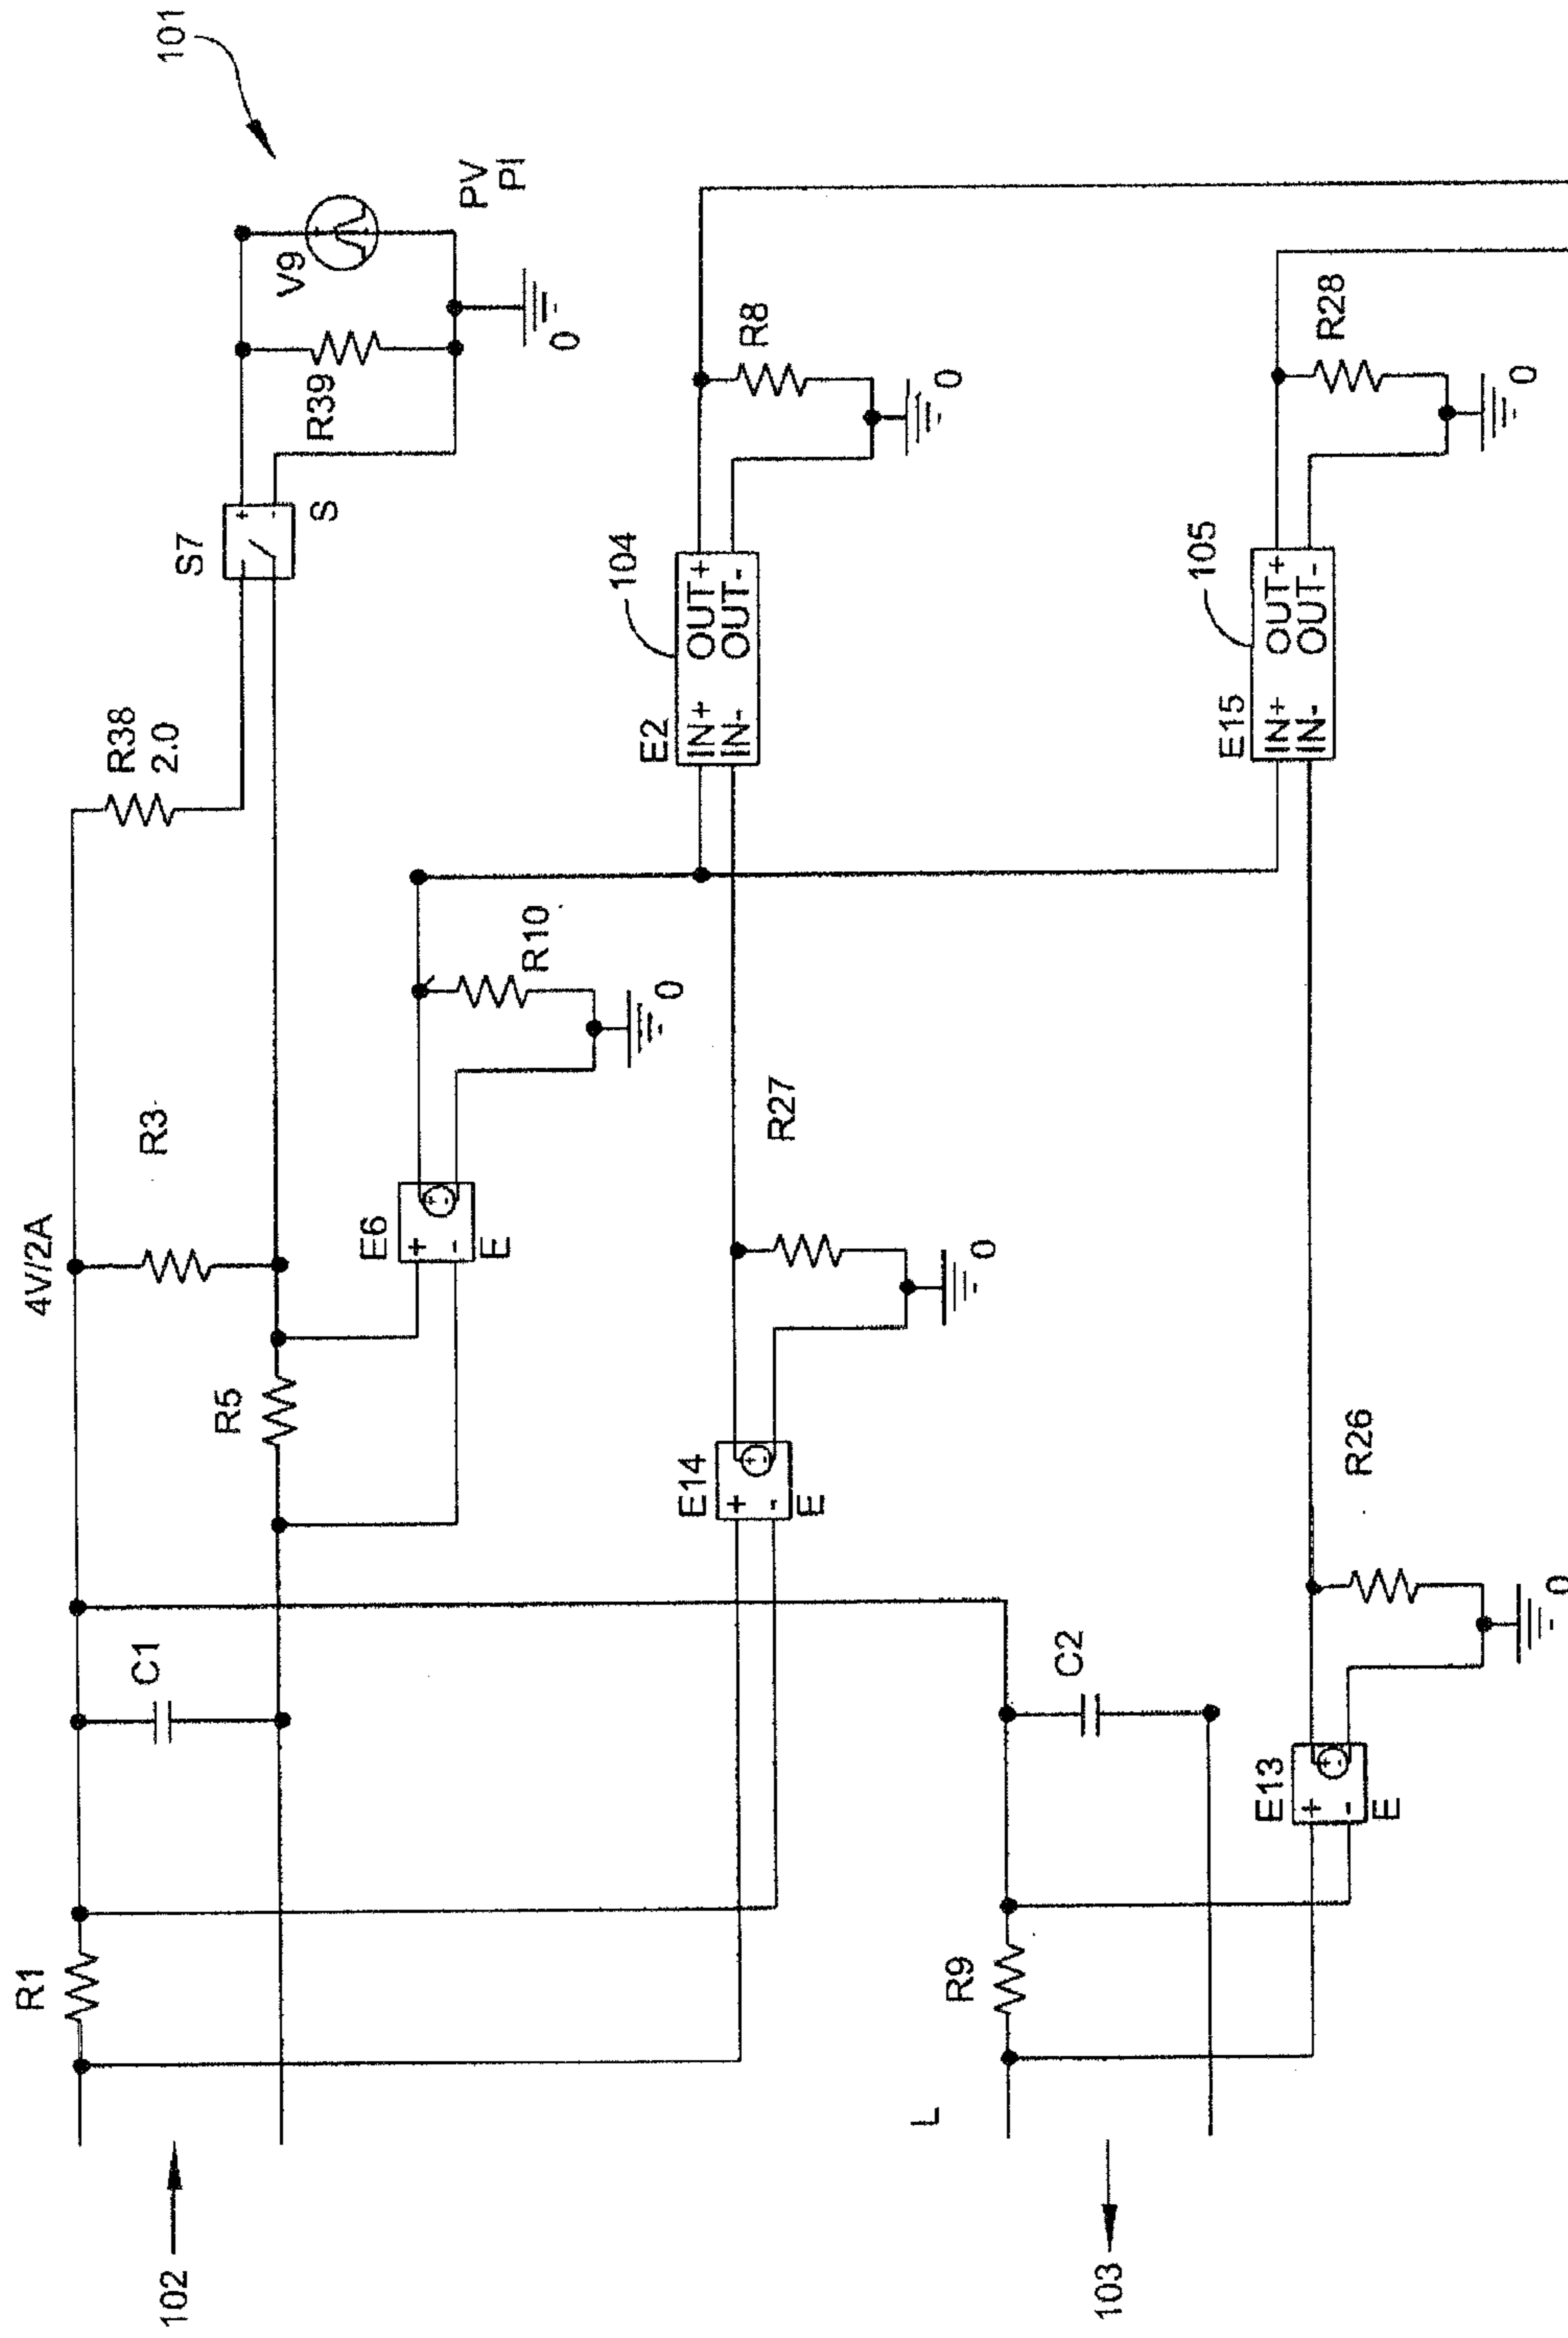 101
PV
PI
V9
R39
0
S7
S
R38
2.0
R3
4V/2A
R5
E6
+
-
E
R10
0
R8
0
104
E2
IN+ OUT+
IN- OUT-
R28
0
105
E15
IN+ OUT+
IN- OUT-
R27
0
E14
+
-
E
R26
0
E13
+
-
E
C1
C2
R1
R9
L
102
103